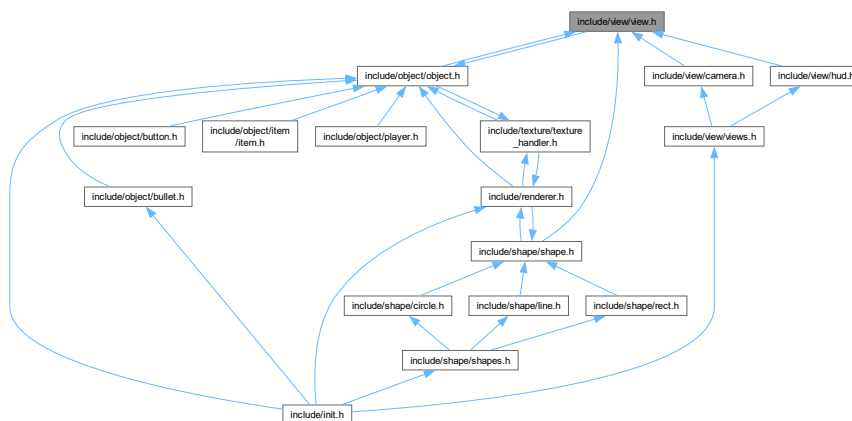 include/view/view.h
include/object/object.h
include/view/camera.h
include/view/hud.h
include/object/button.h
include/object/item
/item.h
include/object/player.h
include/texture/texture
_handler.h
include/view/views.h
include/object/bullet.h
include/renderer.h
include/shape/shape.h
include/shape/circle.h
include/shape/line.h
include/shape/rect.h
include/shape/shapes.h
include/init.h